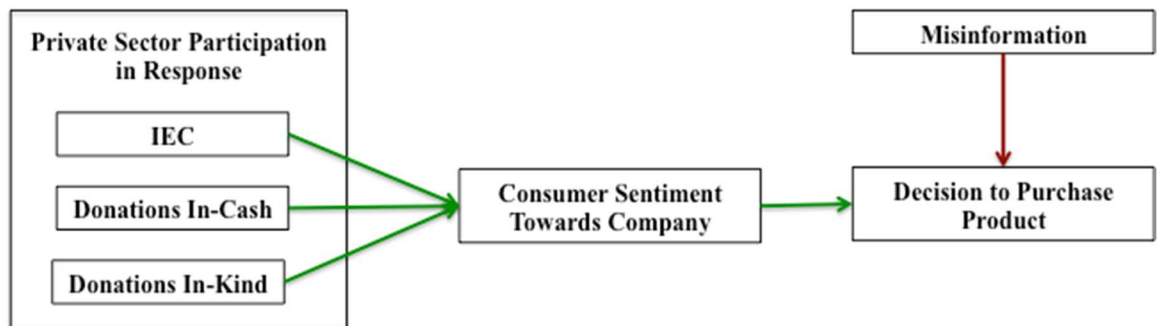 Private Sector Participation
in Response
IEC
Donations In-Cash
Donations In-Kind
Consumer Sentiment
Towards Company
Misinformation
Decision to Purchase
Product